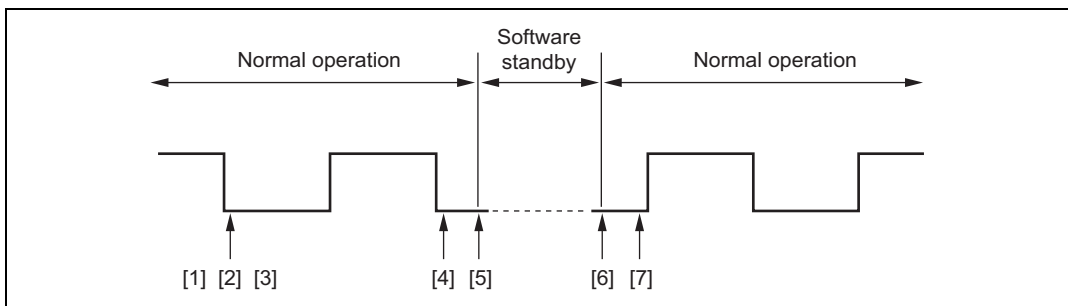 Software
standby
Normal operation
Normal operation
[1] [2] [3]
[4] [5]
[6] [7]